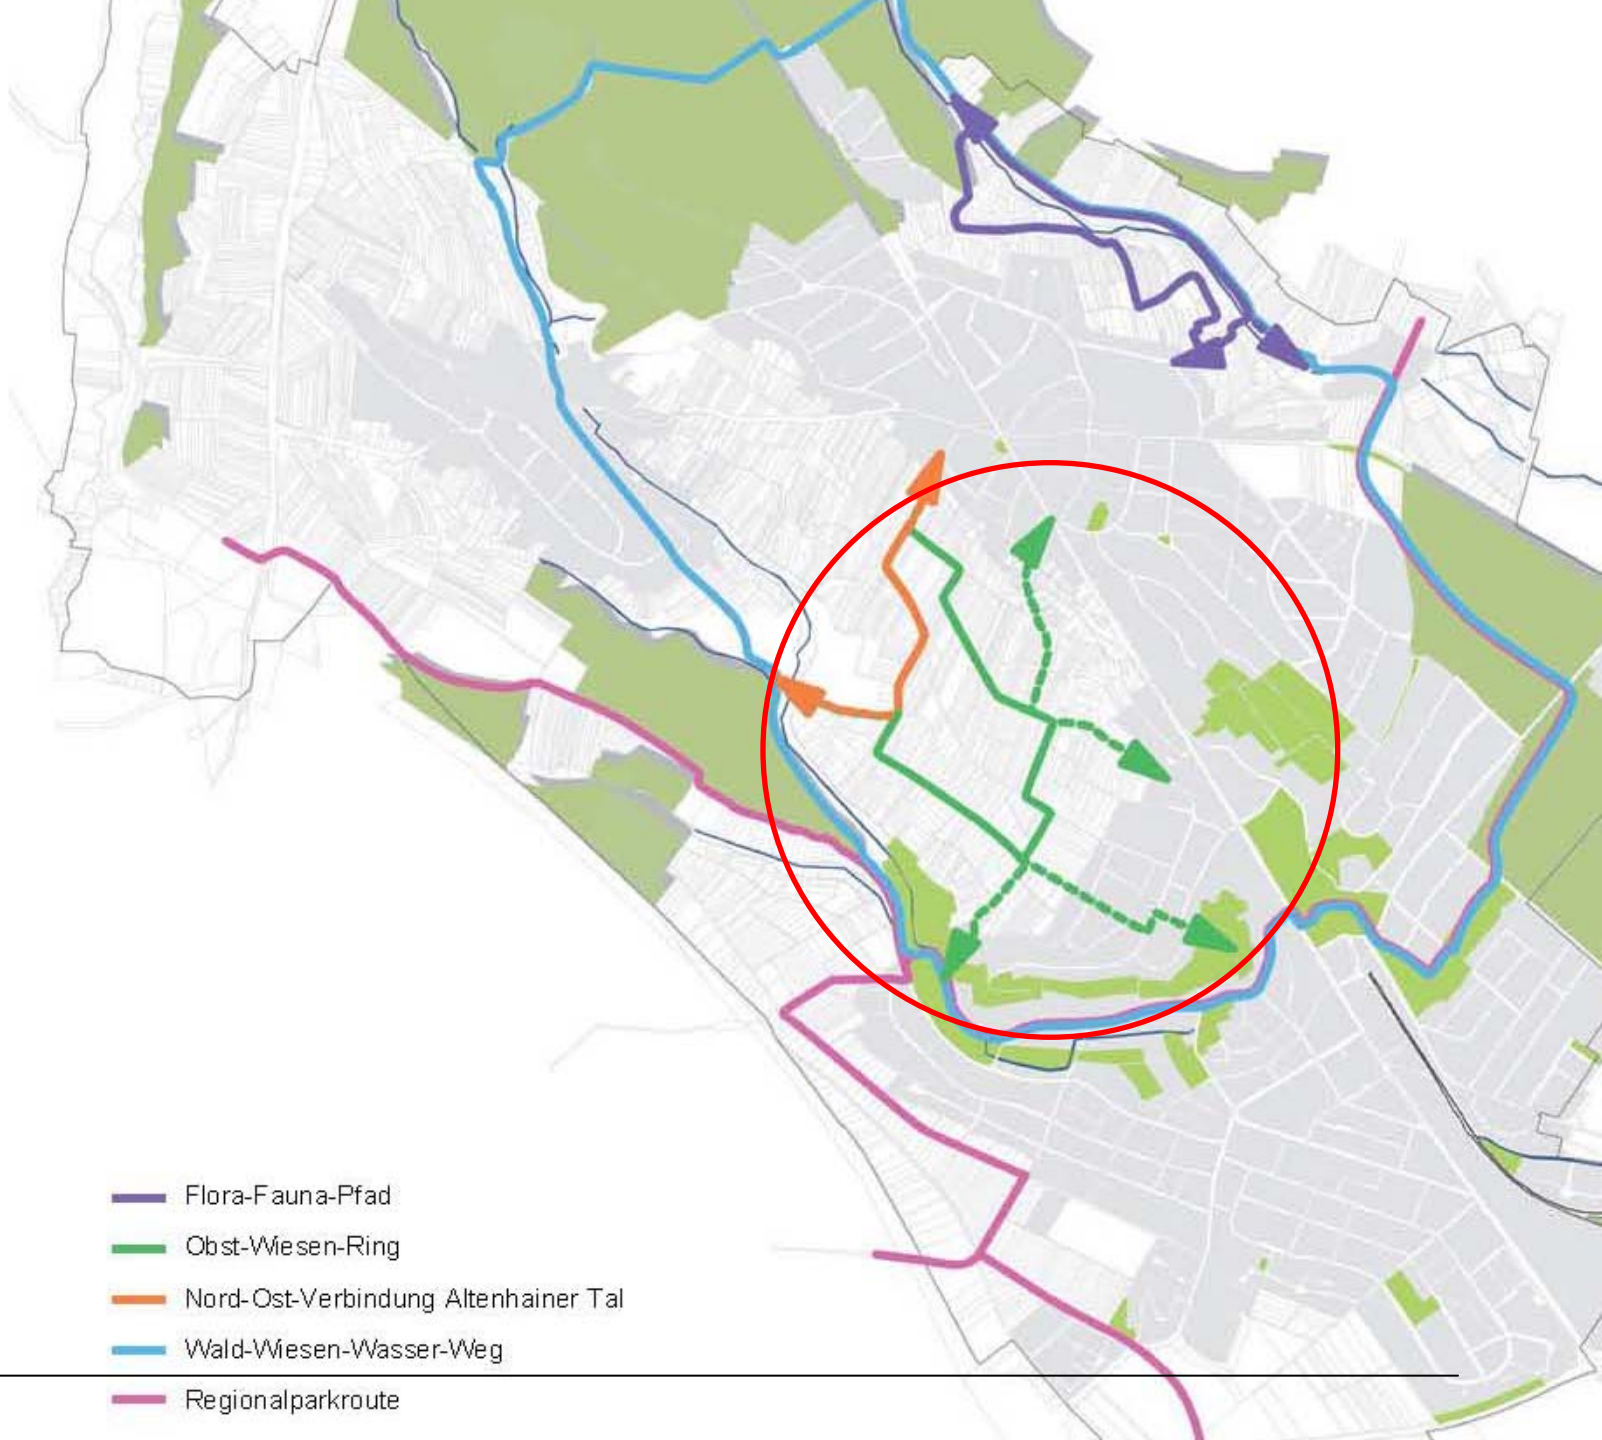 Flora-Fauna-Pfad
Obst-Wiesen-Ring
Nord-Ost-Verbindung Altenhainer Tal
Wald-Wiesen-Wasser-Weg
Regionalparkroute